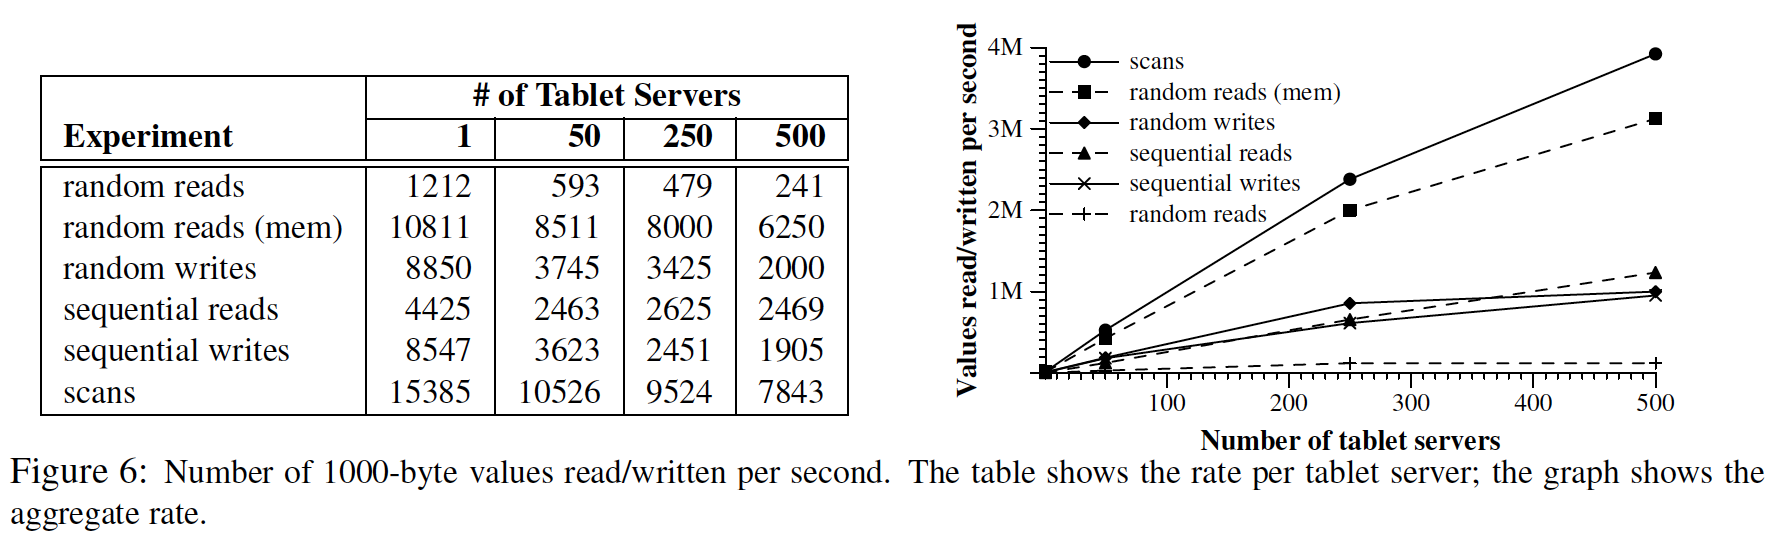 # of Tablet Servers
Experiment 1 50 250 500
random reads 1212 593 479 241
random reads (mem) 10811 8511 8000 6250
random writes 8850 3745 3425 2000
sequential reads 4425 2463 2625 2469
sequential writes 8547 3623 2451 1905
scans 15385 10526 9524 7843
Values read/written per second
4M
3M
2M
1M
scans
random reads (mem)
random writes
sequential reads
sequential writes
random reads
100 200 300 400 500
Number of tablet servers
Figure 6: Number of 1000-byte values read/written per second. The table shows the rate per tablet server; the graph shows the
aggregate rate.